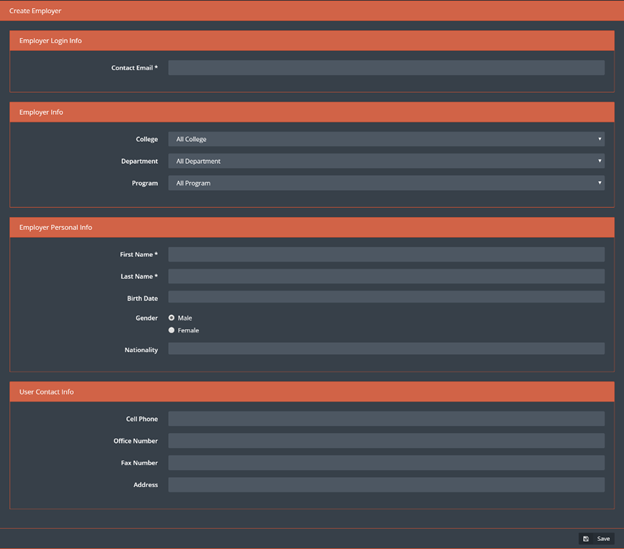 Create Employer
Employer Login Info
Contact Email *
Employer Info
College All College
Department All Department
Program All Program
Employer Personal Info
First Name *
Last Name *
Birth Date
Gender Male
Female
Nationality
User Contact Info
Cell Phone
Office Number
Fax Number
Address
Save